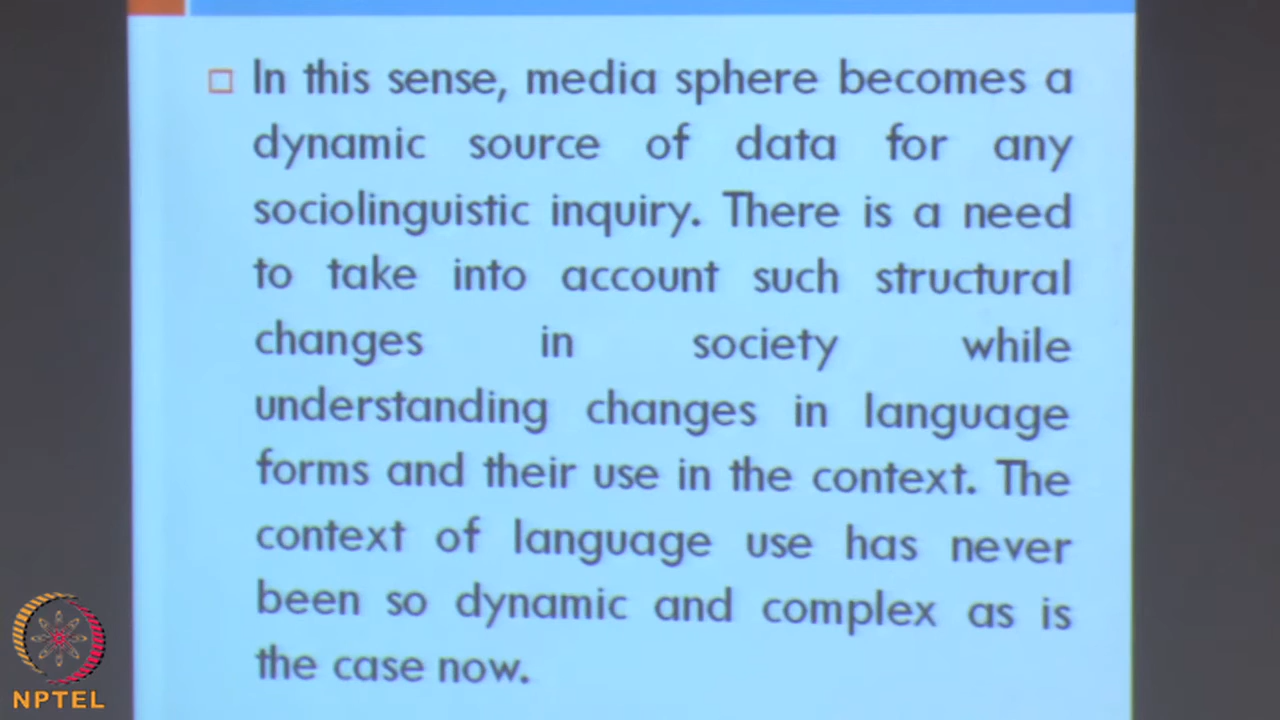 In this sense, media sphere becomes a
dynamic source of data for any
sociolinguistic inquiry. There is a need
to take into account such structural
changes in society while
understanding changes in language
forms and their use in the context. The
context of language use has never
been so dynamic and complex as is
the case now.
NPTEL